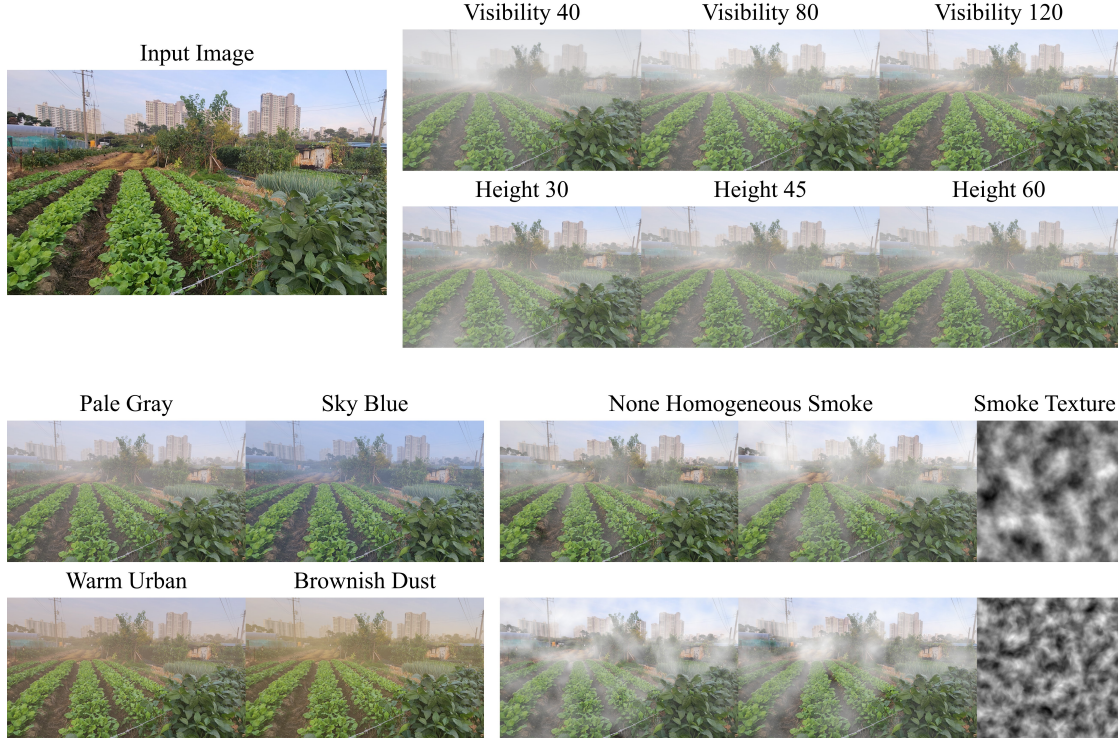 Input Image
Visibility 40
Visibility 80
Visibility 120
Height 30
Height 45
Height 60
Pale Gray
Sky Blue
None Homogeneous Smoke
Smoke Texture
Warm Urban
Brownish Dust